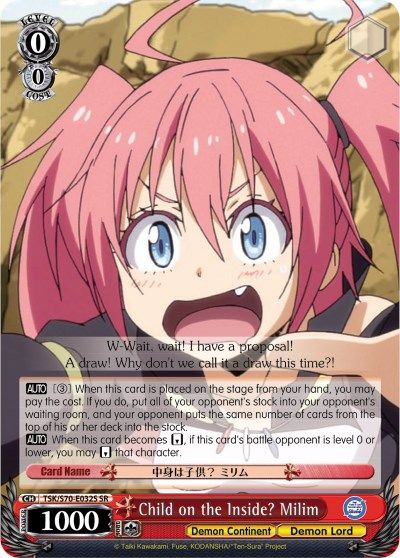 LEVEL
0
0
COST
W-Wait, wait! I have a proposal!
A draw! Why don't we call it a draw this time?!
AUTO [③] When this card is placed on the stage from your hand, you may
pay the cost. If you do, put all of your opponent's stock into your opponent's
waiting room, and your opponent puts the same number of cards from
the top of his or her deck into the stock.
AUTO When this card becomes [▼], if this card's battle opponent is level 0 or
lower, you may [▼] that character.
Card Name 中身は子供? ミリム
CH TSK/S70-E032S SR
POWER 1000 Child on the Inside? Milim
Demon Continent Demon Lord
© Taiki Kawakami, Fuse, KODANSHA/"Ten-Sura" Project